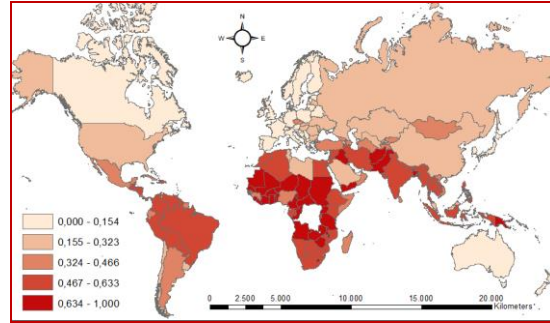 N
W E
S
0,000 - 0,154
0,155 - 0,323
0,324 - 0,466
0,467 - 0,633
0,634 - 1,000
0 2.500 5.000 10.000 15.000 20.000
Kilometers